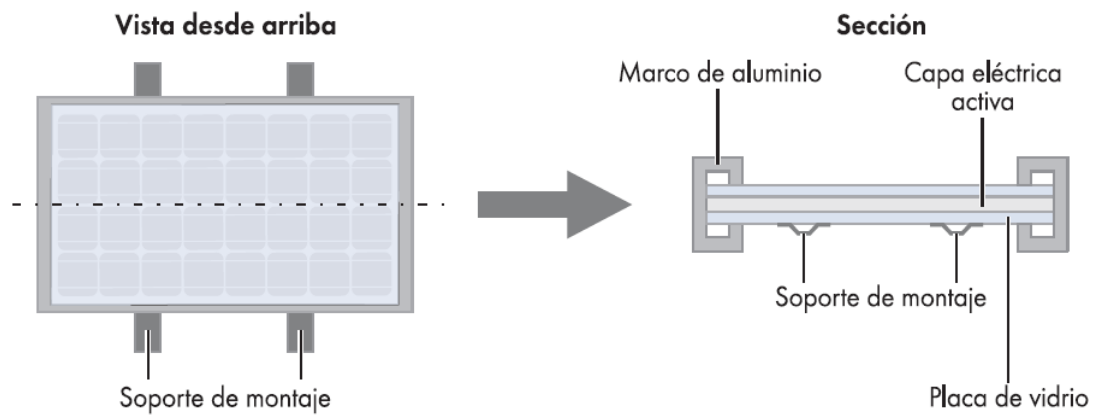 Vista desde arriba
Sección
Marco de aluminio
Capa eléctrica
activa
Soporte de montaje
Soporte de montaje
Placa de vidrio